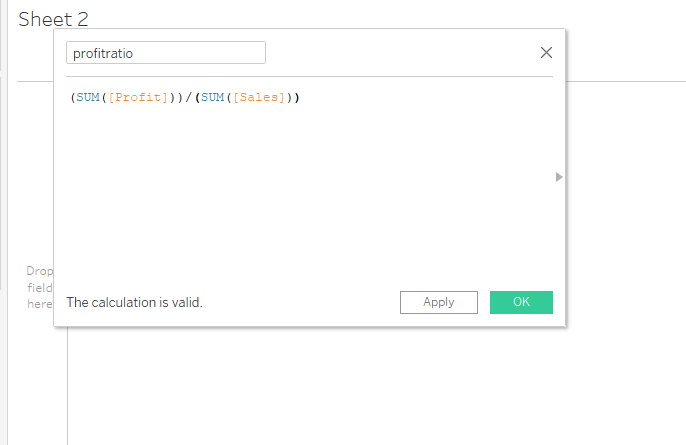 Sheet 2
profitratio
(SUM([Profit]))/(SUM([Sales]))
Drop
field
here
The calculation is valid.
Apply
OK